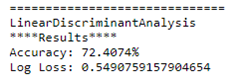 ==============================
LinearDiscriminantAnalysis
****Results****
Accuracy: 72.4074%
Log Loss: 0.5490759157904654